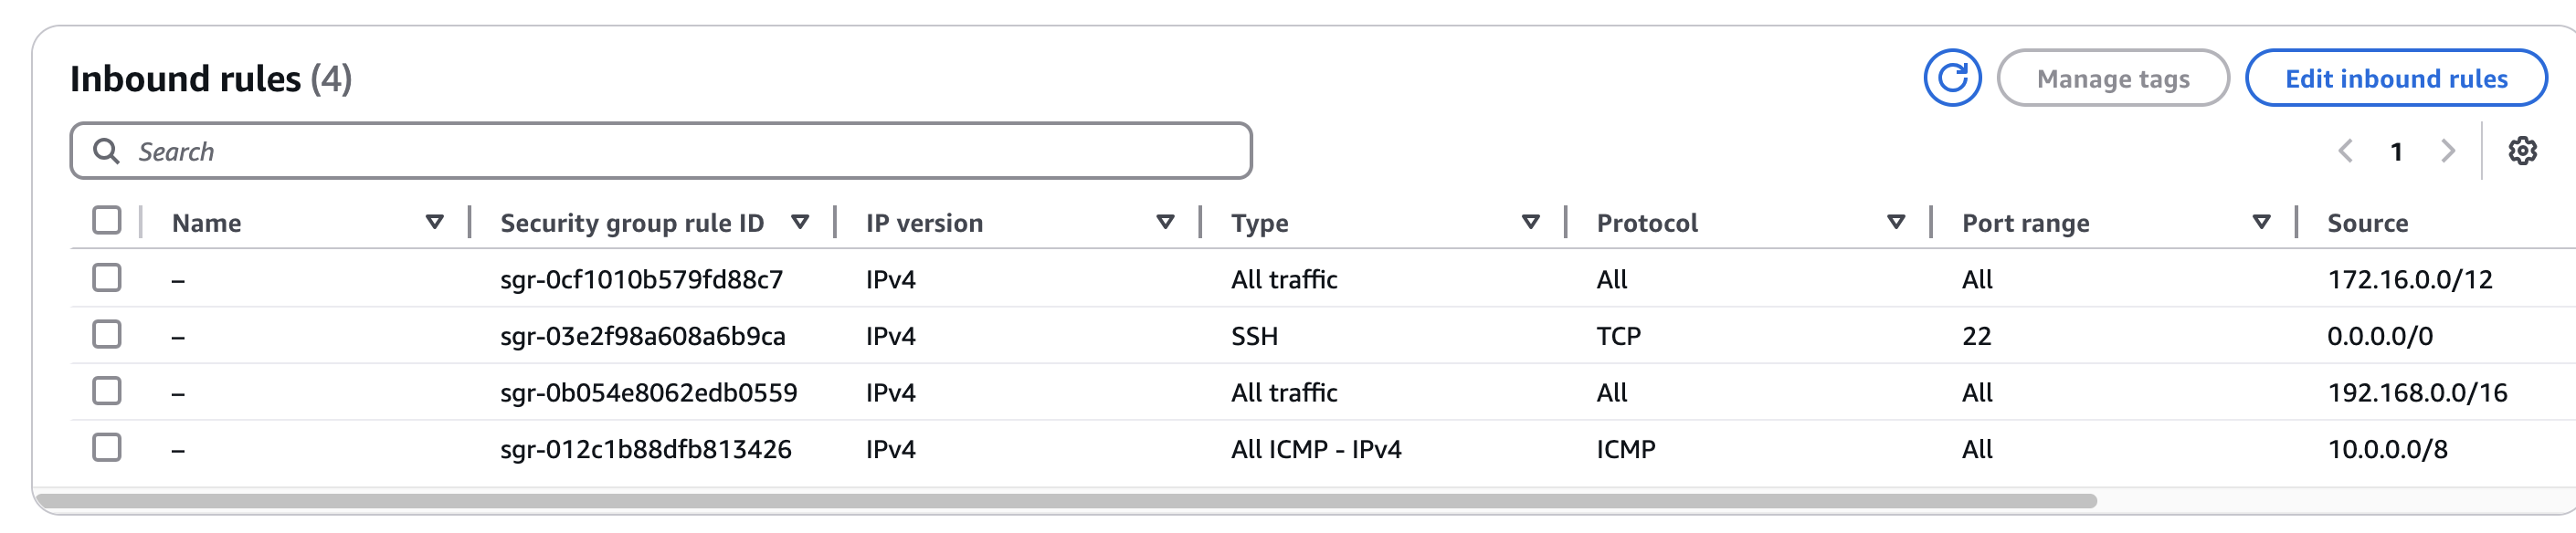 Inbound rules (4)
Manage tags
Edit inbound rules
Search
1
Name Security group rule ID IP version Type Protocol Port range Source
– sgr-0cf1010b579fd88c7 IPv4 All traffic All All 172.16.0.0/12
– sgr-03e2f98a608a6b9ca IPv4 SSH TCP 22 0.0.0.0/0
– sgr-0b054e8062edb0559 IPv4 All traffic All All 192.168.0.0/16
– sgr-012c1b88dfb813426 IPv4 All ICMP - IPv4 ICMP All 10.0.0.0/8